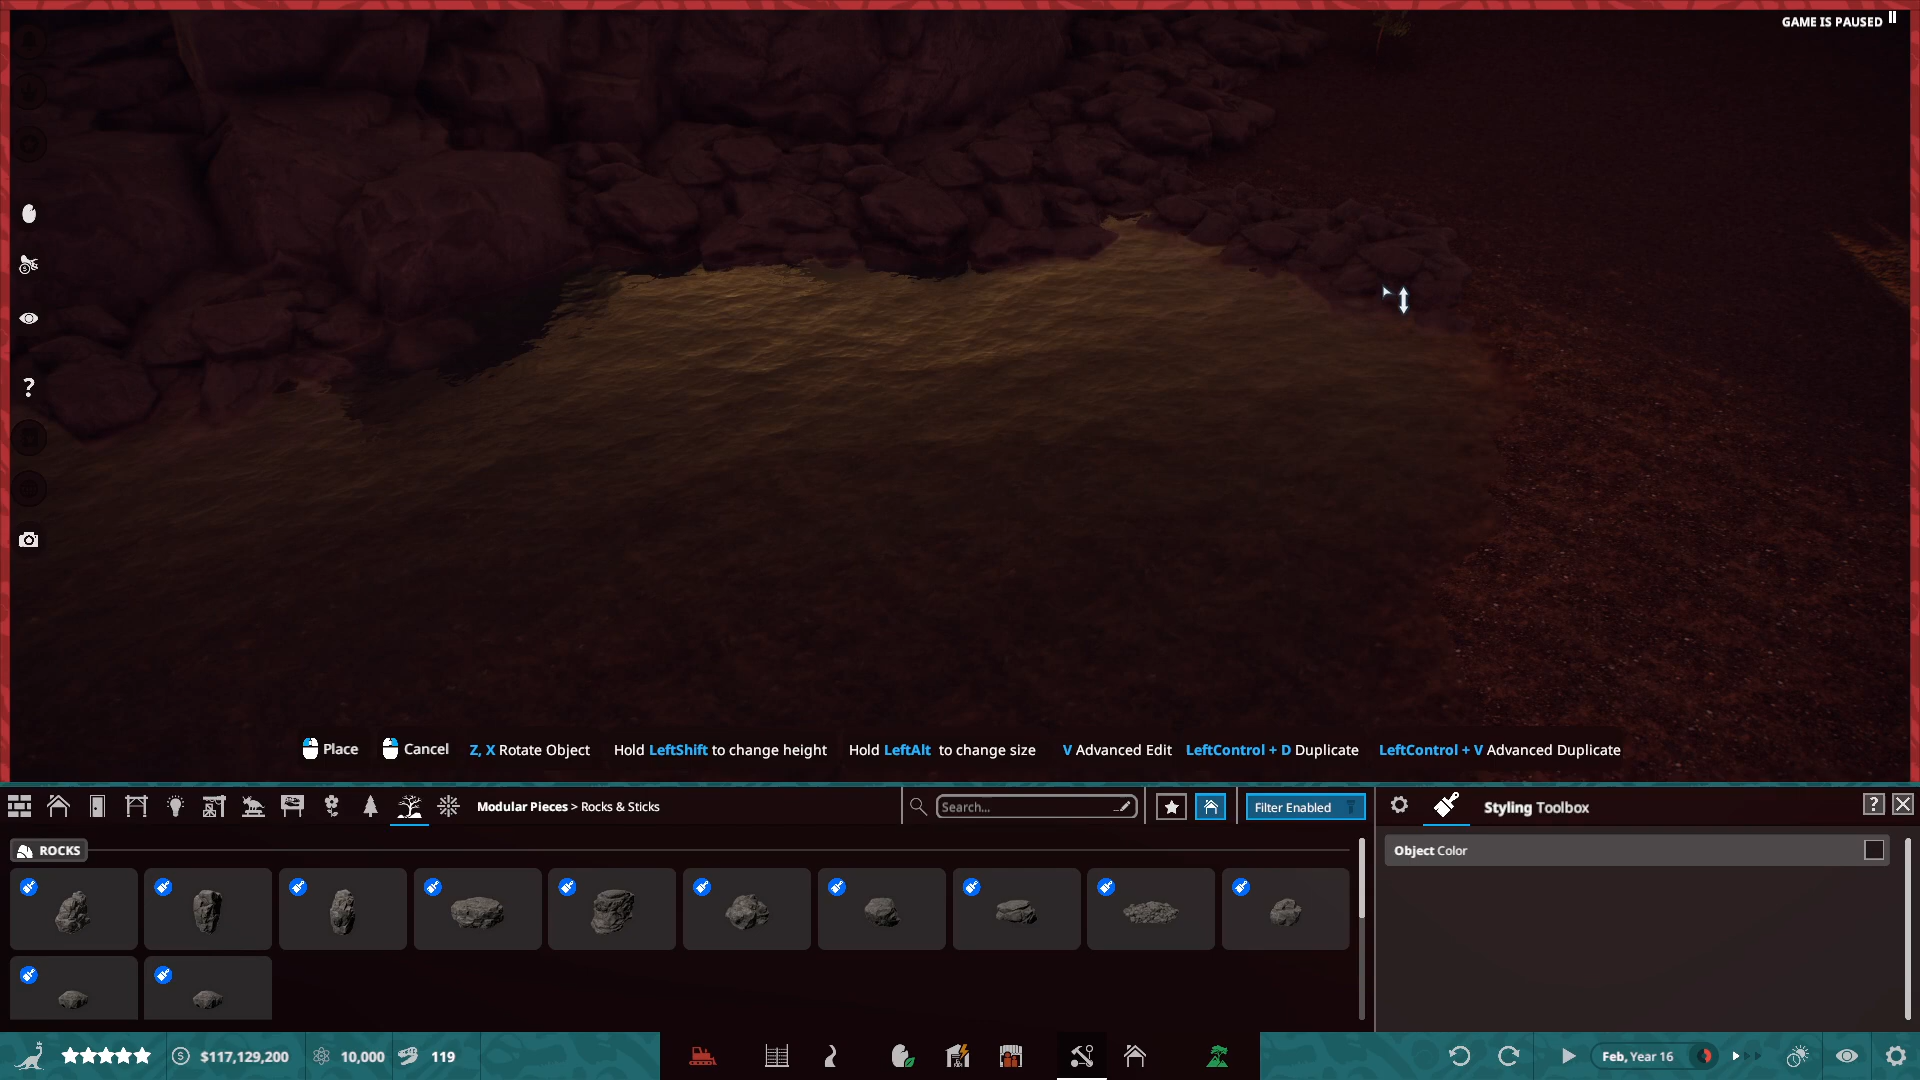 GAME IS PAUSED
?
Place
Cancel
Z, X Rotate Object
Hold LeftShift to change height
Hold LeftAlt to change size
V Advanced Edit
LeftControl + D Duplicate
LeftControl + V Advanced Duplicate
Modular Pieces > Rocks & Sticks
Search...
Filter Enabled
Styling Toolbox
?
Object Color
ROCKS
$117,129,200
10,000
119
Feb, Year 16